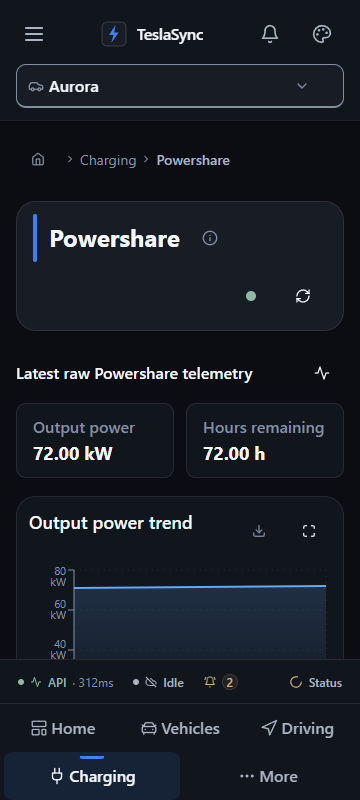 TeslaSync
Aurora
Charging
Powershare
Powershare
Latest raw Powershare telemetry
Output power
72.00 kW
Hours remaining
72.00 h
Output power trend
80
kW
60
kW
40
kW
API · 312ms
Idle
2
Status
Home
Vehicles
Driving
Charging
More